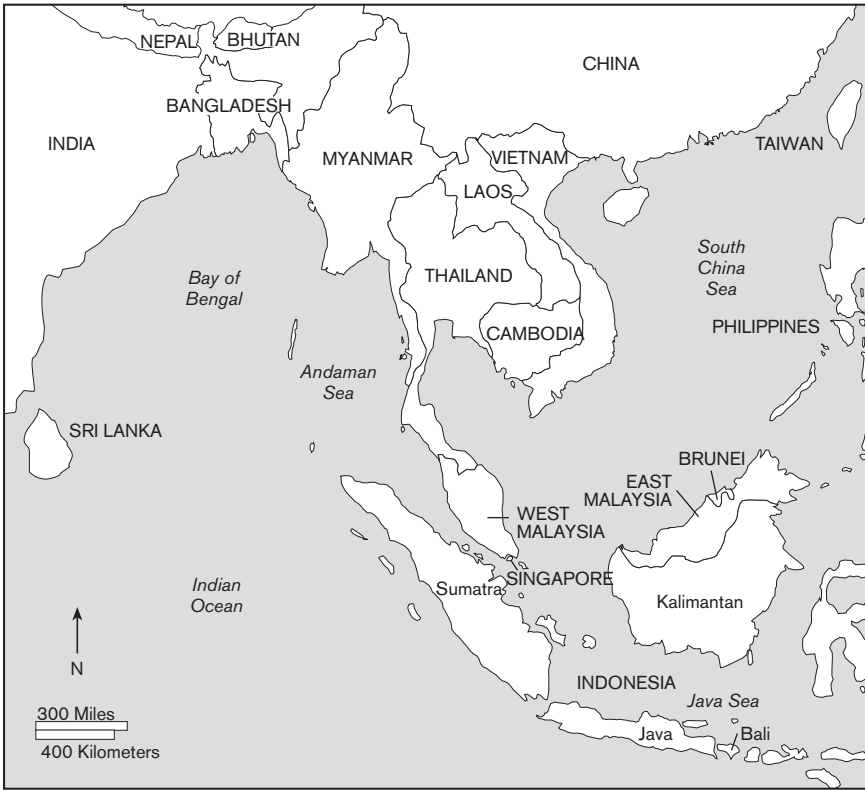 NEPAL
BHUTAN
CHINA
BANGLADESH
INDIA
TAIWAN
MYANMAR
VIETNAM
LAOS
South
China
Sea
Bay of
Bengal
THAILAND
PHILIPPINES
CAMBODIA
Andaman
Sea
SRI LANKA
BRUNEI
EAST
MALAYSIA
WEST
MALAYSIA
SINGAPORE
Indian
Ocean
Sumatra
Kalimantan
N
INDONESIA
Java Sea
300 Miles
400 Kilometers
Java
Bali